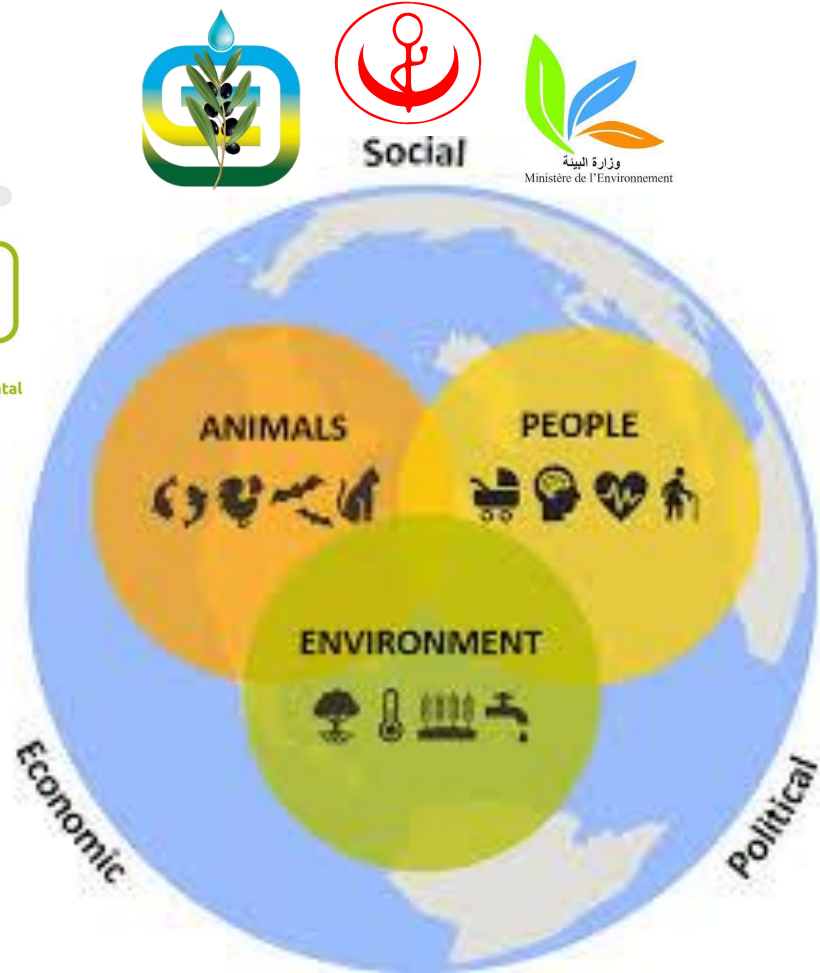 Social
وزارة البيئة
Ministère de l'Environnement
ANIMALS
PEOPLE
ENVIRONMENT
Economic
Political